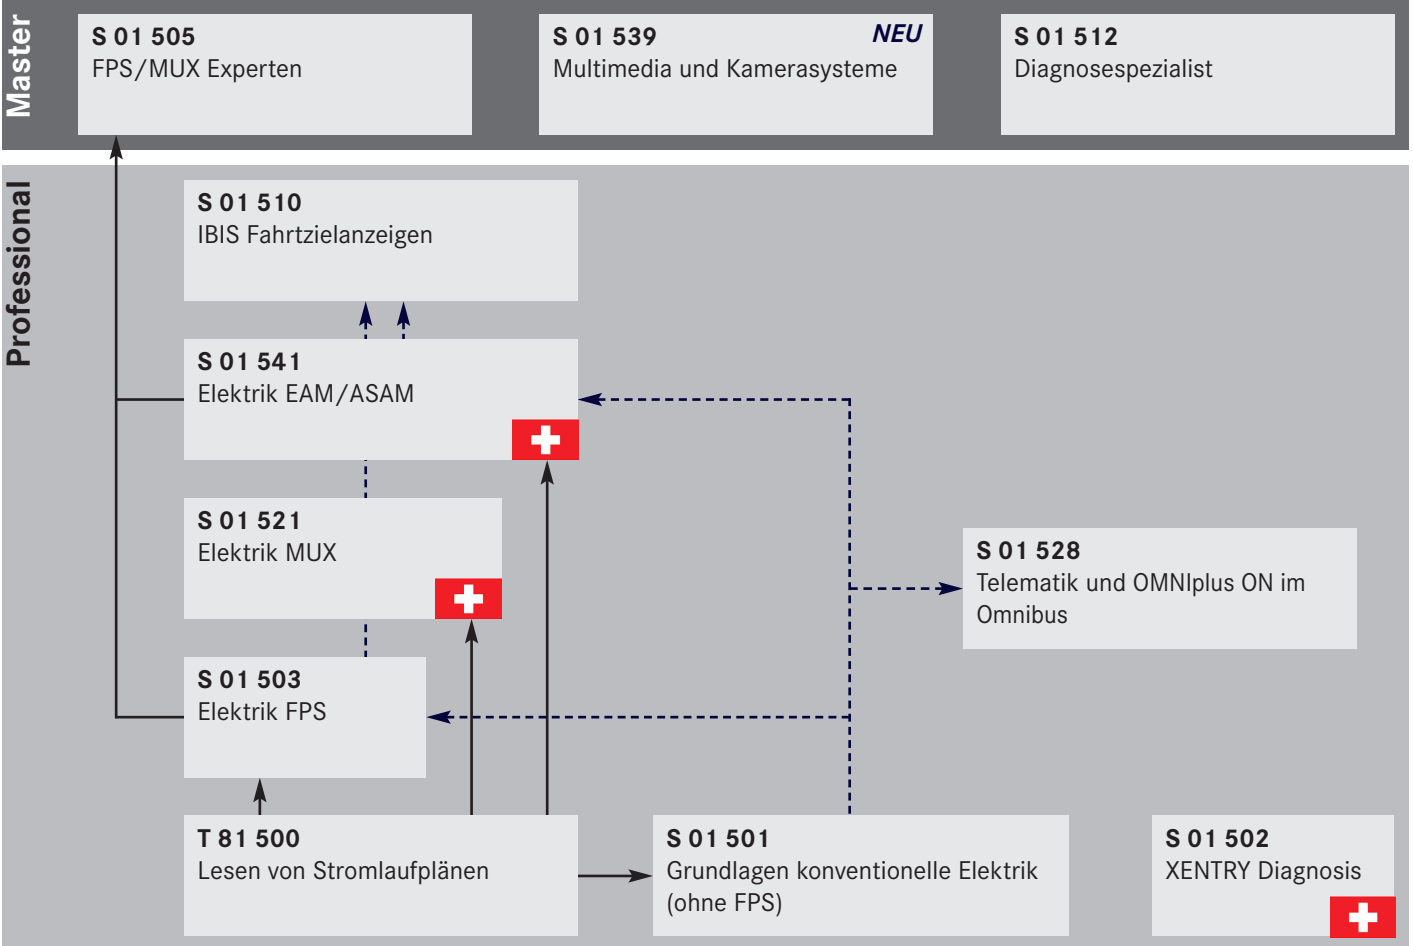 Master
S 01 505
FPS/MUX Experten
S 01 539
NEU
Multimedia und Kamerasysteme
S 01 512
Diagnosespezialist
Professional
S 01 510
IBIS Fahrtzielanzeigen
S 01 541
Elektrik EAM/ASAM
S 01 521
Elektrik MUX
S 01 528
Telematik und OMNIplus ON im
Omnibus
S 01 503
Elektrik FPS
T 81 500
Lesen von Stromlaufplänen
S 01 501
Grundlagen konventionelle Elektrik
(ohne FPS)
S 01 502
XENTRY Diagnosis